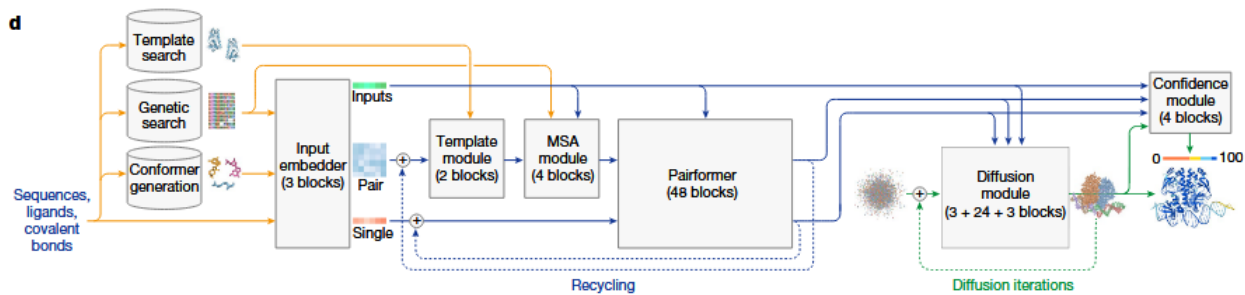 d
Template
search
Genetic
search
Conformer
generation
Sequences,
ligands,
covalent
bonds
Input
embedder
(3 blocks)
Inputs
Pair
Single
+
+
Template
module
(2 blocks)
MSA
module
(4 blocks)
Pairformer
(48 blocks)
Recycling
+
Diffusion
module
(3 + 24 + 3 blocks)
Diffusion iterations
Confidence
module
(4 blocks)
0 100